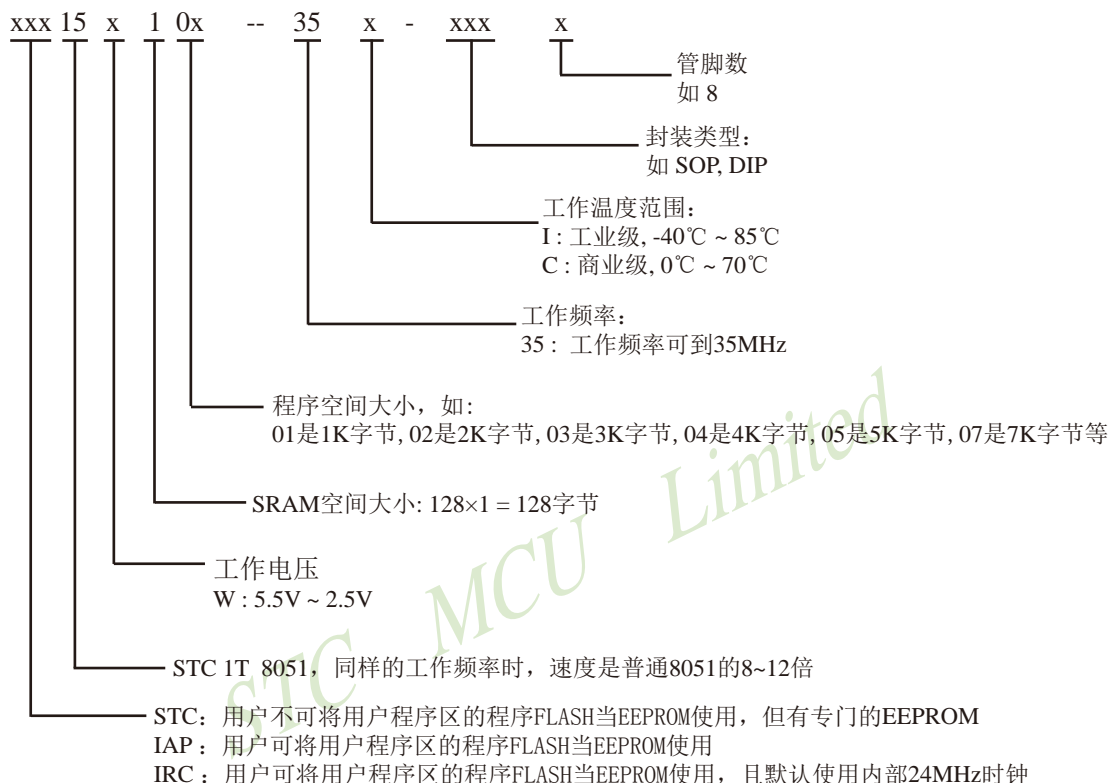 xxx 15 x 1 0x -- 35 x - xxx x
管脚数
如 8
封装类型：
如 SOP, DIP
工作温度范围：
I : 工业级, -40℃ ~ 85℃
C : 商业级, 0℃ ~ 70℃
工作频率：
35 : 工作频率可到35MHz
程序空间大小，如:
01是1K字节, 02是2K字节, 03是3K字节, 04是4K字节, 05是5K字节, 07是7K字节等
SRAM空间大小: 128×1 = 128字节
工作电压
W : 5.5V ~ 2.5V
STC 1T 8051，同样的工作频率时，速度是普通8051的8~12倍
STC：用户不可将用户程序区的程序FLASH当EEPROM使用，但有专门的EEPROM
IAP：用户可将用户程序区的程序FLASH当EEPROM使用
IRC：用户可将用户程序区的程序FLASH当EEPROM使用，且默认使用内部24MHz时钟
STC MCU Limited